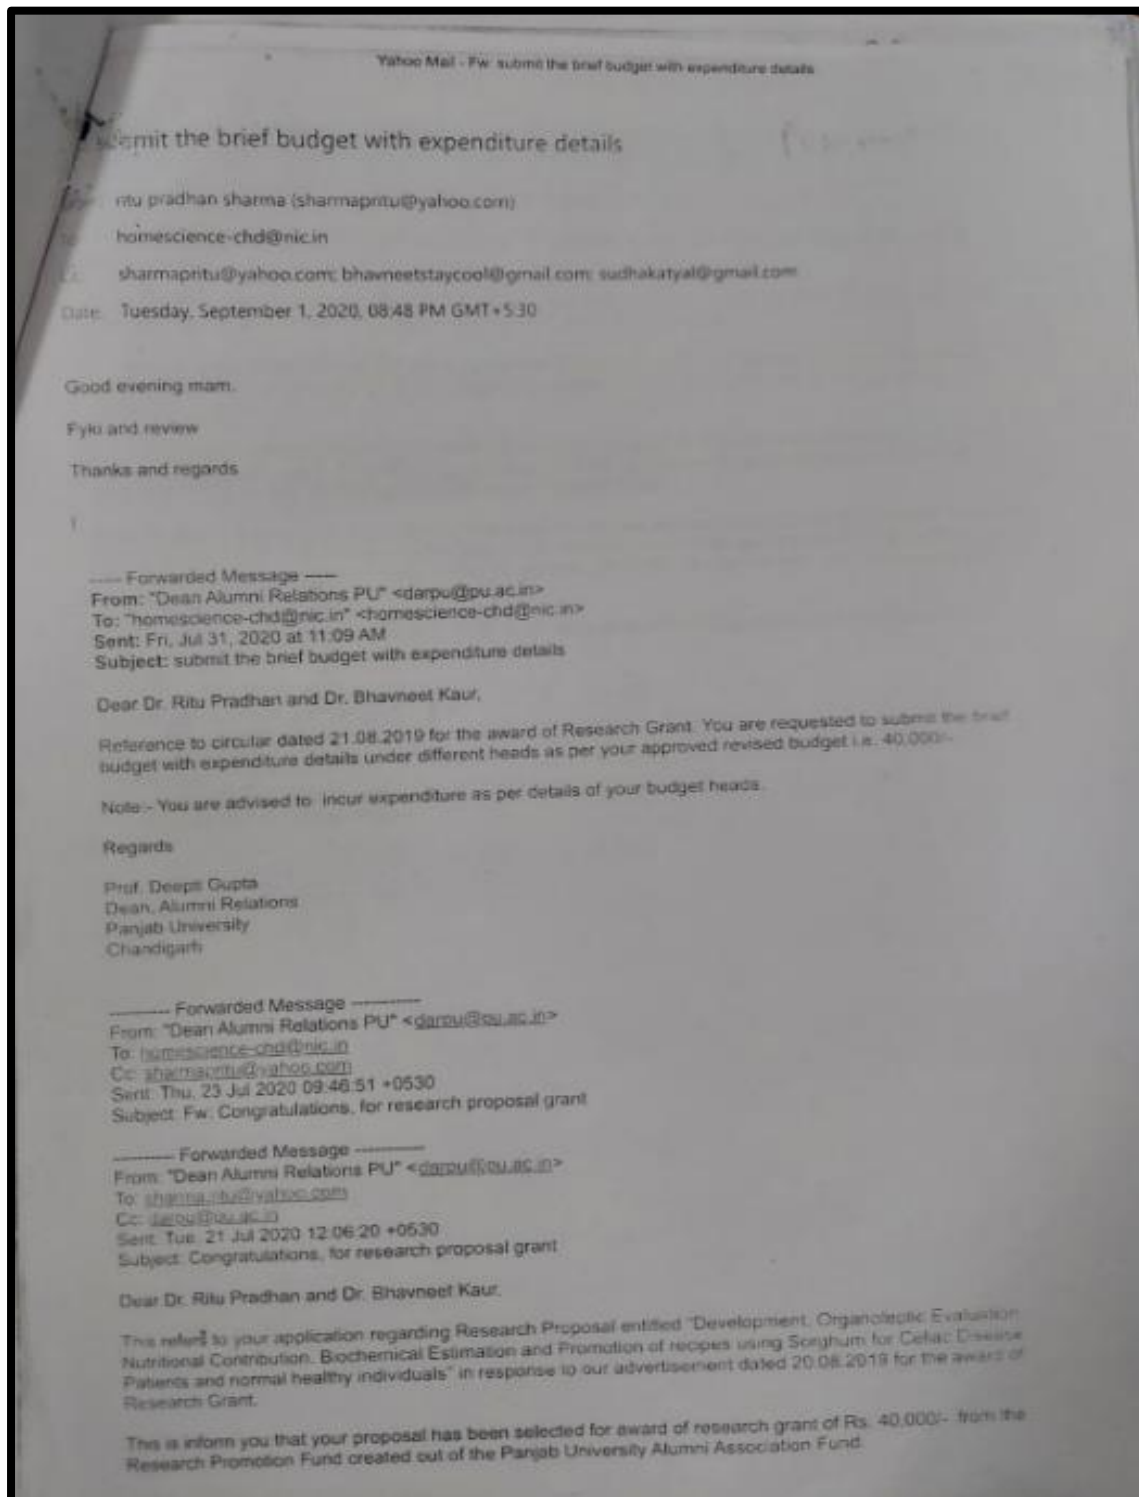 Yahoo Mail - Fw: submit the brief budget with expenditure details
submit the brief budget with expenditure details
ritu pradhan sharma (sharmapritu@yahoo.com)
homescience-chd@nic.in
sharmapritu@yahoo.com; bhavneetstaycool@gmail.com; sudhakatyal@gmail.com
Date: Tuesday, September 1, 2020, 08:48 PM GMT+5:30
Good evening mam.
Fyki and review
Thanks and regards
----- Forwarded Message -----
From: "Dean Alumni Relations PU" <darpu@pu.ac.in>
To: "homescience-chd@nic.in" <homescience-chd@nic.in>
Sent: Fri, Jul 31, 2020 at 11:09 AM
Subject: submit the brief budget with expenditure details
Dear Dr. Ritu Pradhan and Dr. Bhavneet Kaur,
Reference to circular dated 21.08.2019 for the award of Research Grant. You are requested to submit the brief
budget with expenditure details under different heads as per your approved revised budget i.e. 40,000/-
Note:- You are advised to incur expenditure as per details of your budget heads.
Regards
Prof. Deepti Gupta
Dean, Alumni Relations
Panjab University
Chandigarh
---------- Forwarded Message -----------
From: "Dean Alumni Relations PU" <darpu@pu.ac.in>
To: homescience-chd@nic.in
Cc: sharmapritu@yahoo.com
Sent: Thu, 23 Jul 2020 09:46:51 +0530
Subject: Fw: Congratulations, for research proposal grant
---------- Forwarded Message -----------
From: "Dean Alumni Relations PU" <darpu@pu.ac.in>
To:
Cc: darpu@pu.ac.in
Sent: Tue, 21 Jul 2020 12:06:20 +0530
Subject: Congratulations, for research proposal grant
Dear Dr. Ritu Pradhan and Dr. Bhavneet Kaur,
This refers to your application regarding Research Proposal entitled "Development, Organoleptic Evaluation
Nutritional Contribution, Biochemical Estimation and Promotion of recipes using Sorghum for Celiac Disease
Patients and normal healthy individuals" in response to our advertisement dated 20.08.2019 for the award of
Research Grant.
This is inform you that your proposal has been selected for award of research grant of Rs. 40,000/- from the
Research Promotion Fund created out of the Panjab University Alumni Association Fund.